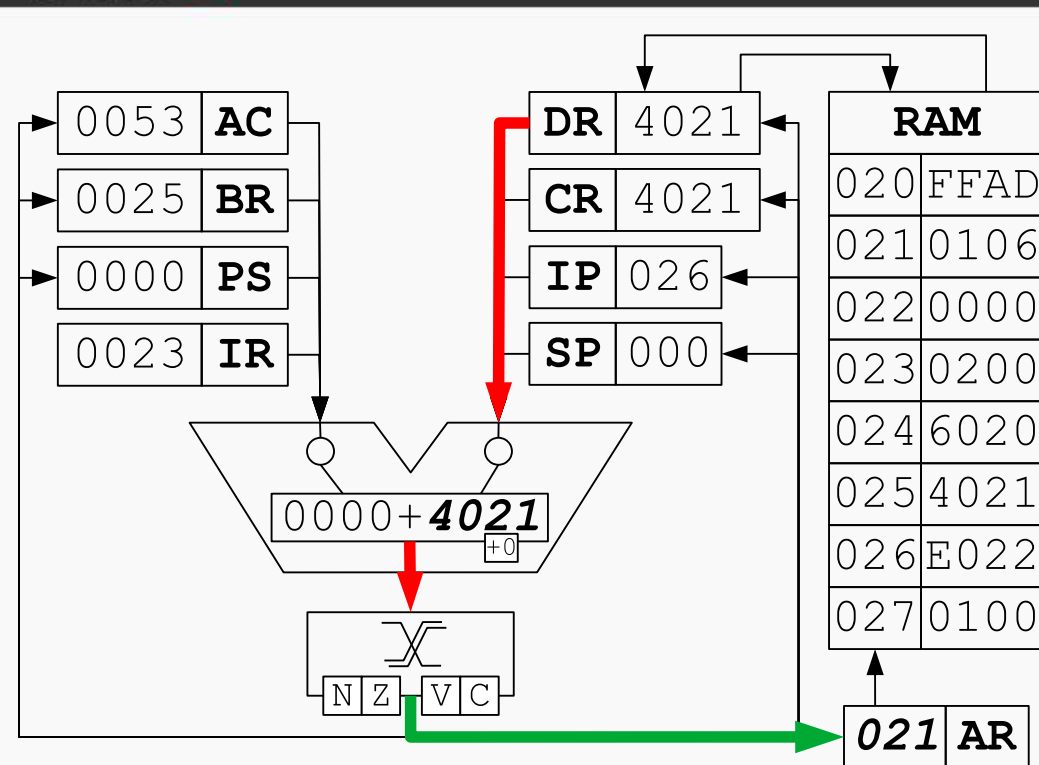 0053 AC
0025 BR
0000 PS
0023 IR
DR 4021
CR 4021
IP 026
SP 000
RAM
020 FFAD
021 0106
022 0000
023 0200
024 6020
025 4021
026 E022
027 0100
0000+4021
+0
N Z V C
021 AR